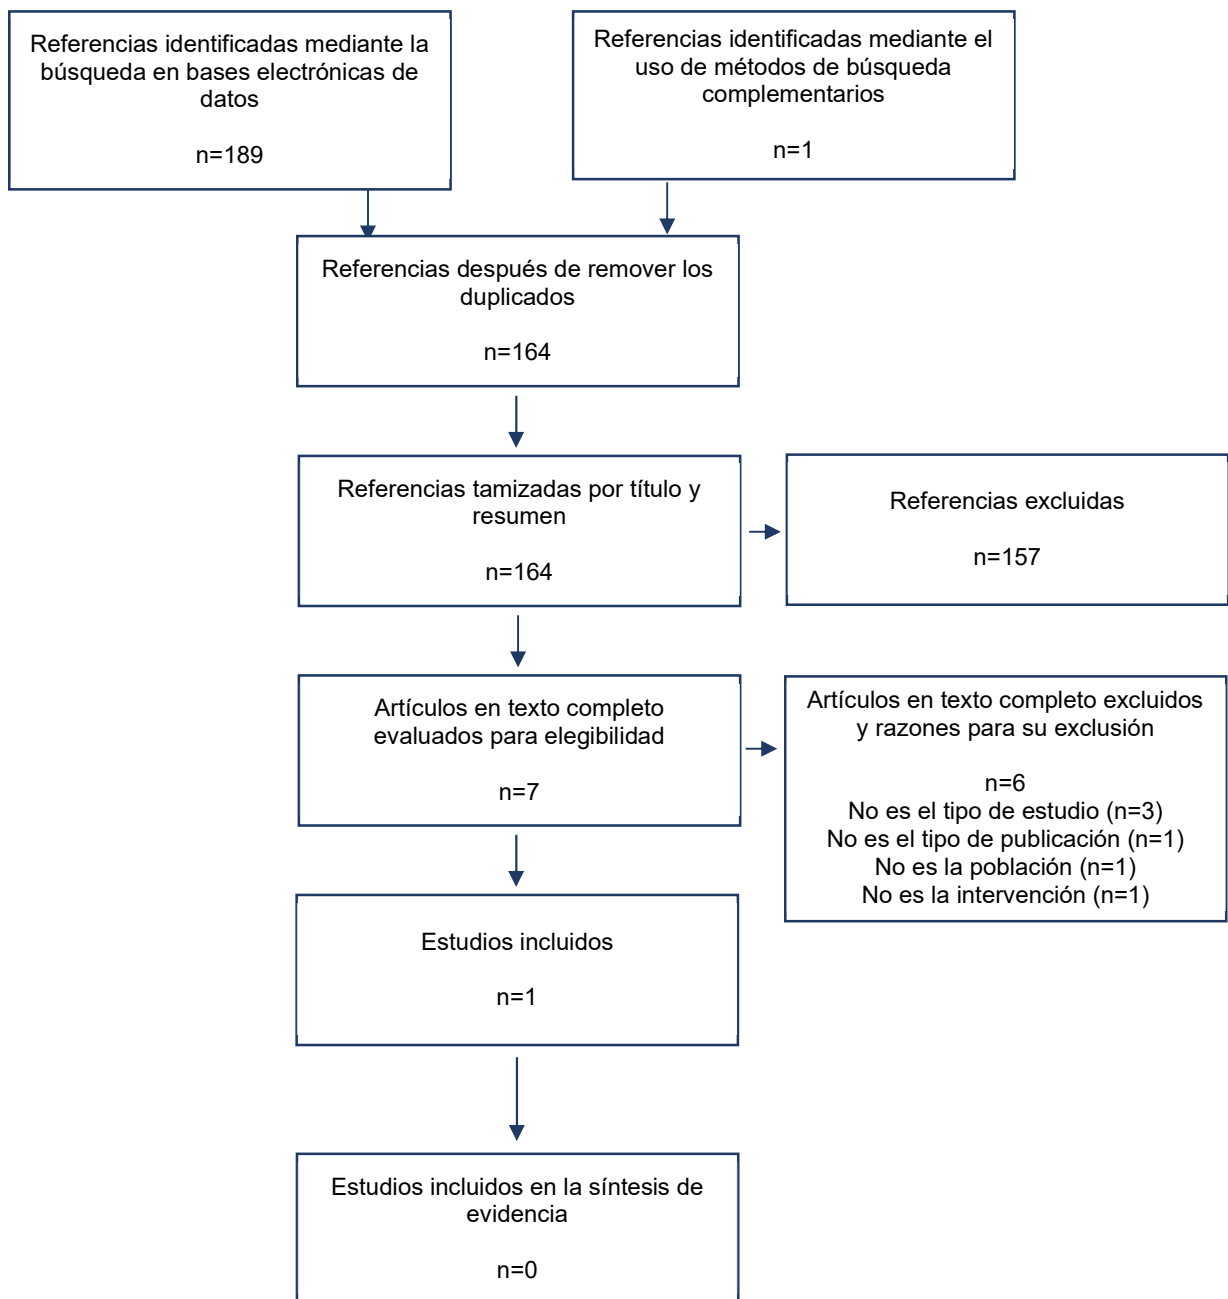 Referencias identificadas mediante la
búsqueda en bases electrónicas de
datos
n=189
Referencias identificadas mediante el
uso de métodos de búsqueda
complementarios
n=1
Referencias después de remover los
duplicados
n=164
Referencias tamizadas por título y
resumen
n=164
Referencias excluidas
n=157
Artículos en texto completo
evaluados para elegibilidad
n=7
Artículos en texto completo excluidos
y razones para su exclusión
n=6
No es el tipo de estudio (n=3)
No es el tipo de publicación (n=1)
No es la población (n=1)
No es la intervención (n=1)
Estudios incluidos
n=1
Estudios incluidos en la síntesis de
evidencia
n=0